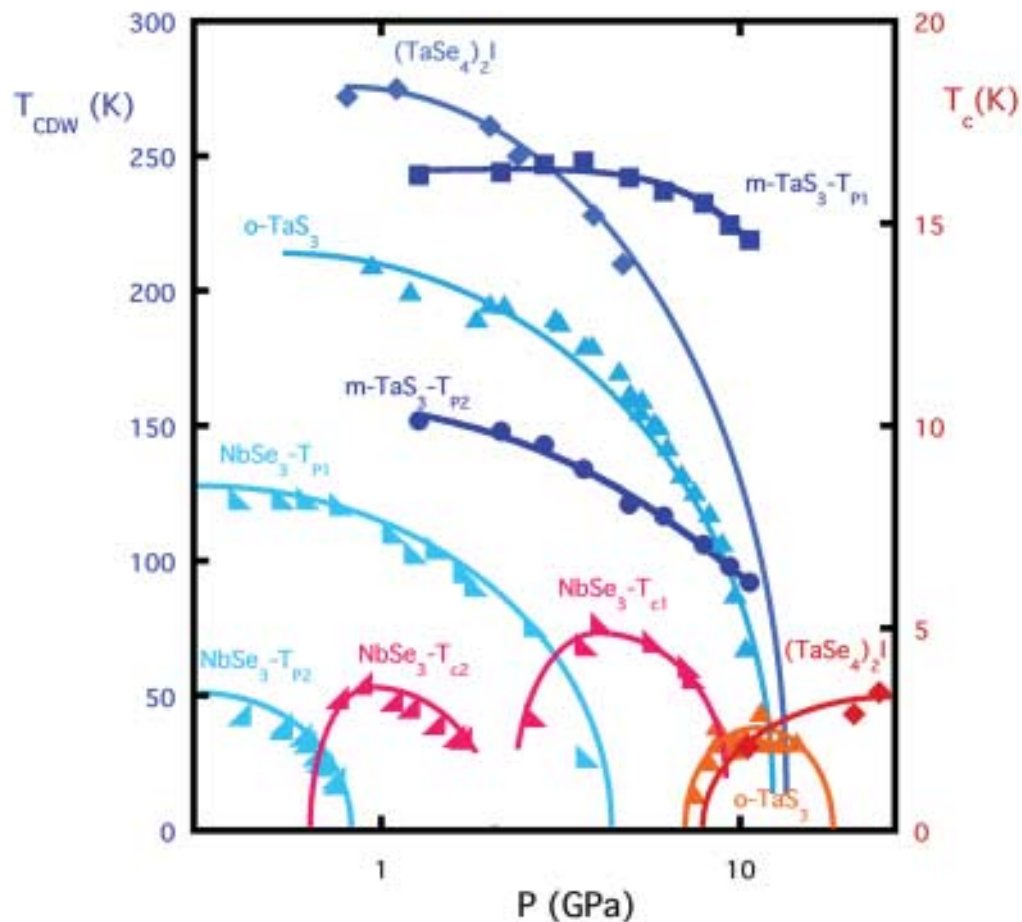 300
20
(TaSe₄)₂I
T_CDW (K)
T_c(K)
250
m-TaS₃-T_P1
o-TaS₃
15
200
m-TaS₃-T_P2
150
10
NbSe₃-T_P1
100
NbSe₃-T_c1
5
NbSe₃-T_P2
NbSe₃-T_c2
(TaSe₄)₂I
50
o-TaS₃
0
0
1
10
P (GPa)